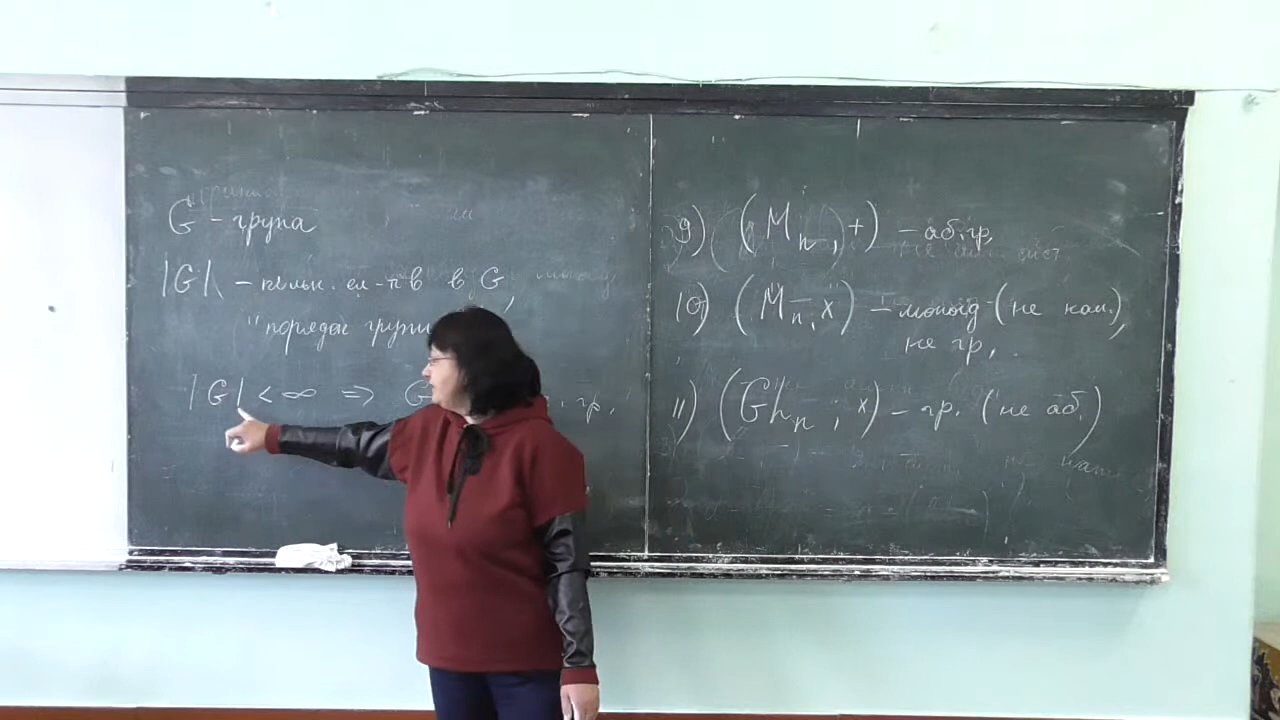 G - група
|G| - кільк. ел-тів в G,
"порядок групи
|G| < ∞ => G гр.
9) (Mn, +) - аб. гр.
10) (Mn, x) - моноїд (не ком.),
не гр.
11) (GLn, x) - гр. (не аб.)